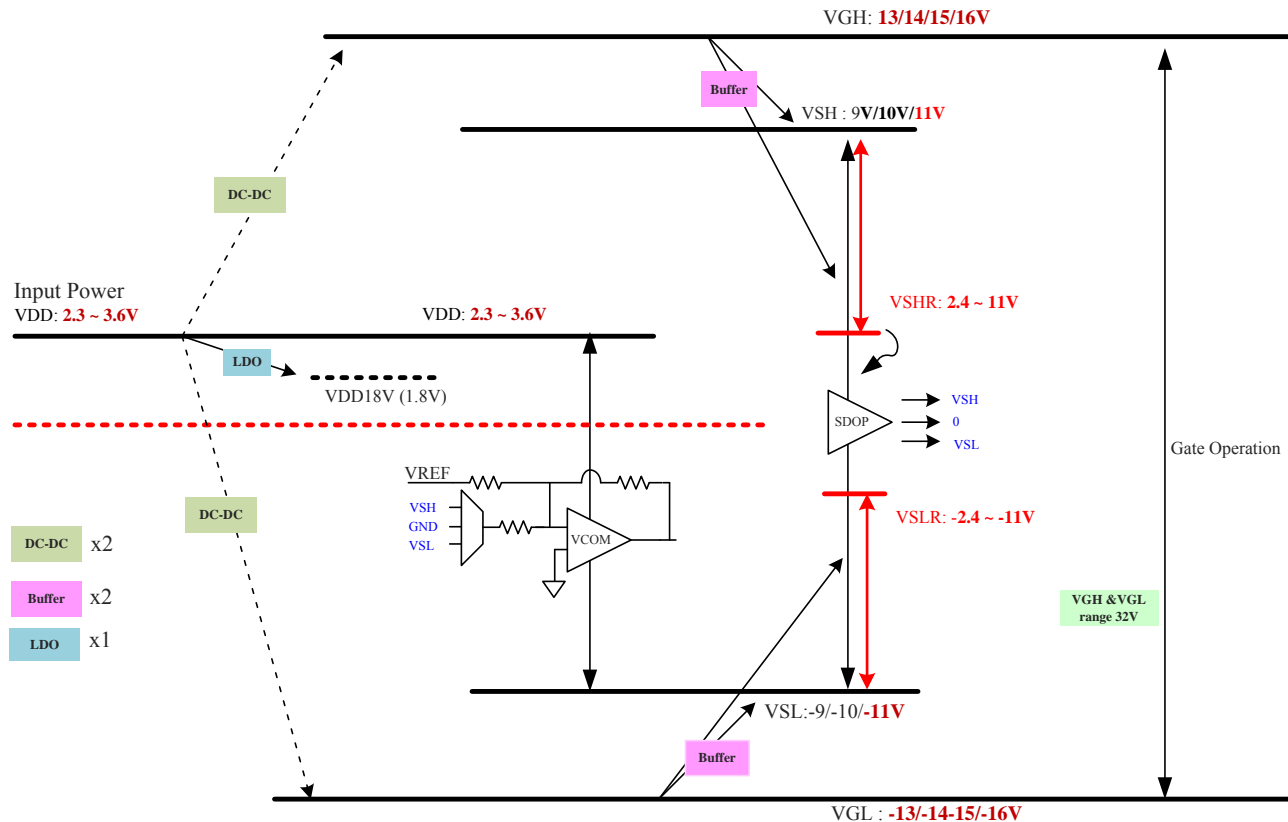 VGH: 13/14/15/16V
Buffer
VSH : 9V/10V/11V
DC-DC
Input Power
VDD: 2.3 ~ 3.6V
VDD: 2.3 ~ 3.6V
VSHR: 2.4 ~ 11V
LDO
VDD18V (1.8V)
VSH
SDOP
0
VSL
Gate Operation
VREF
VSH
GND
VSL
VCOM
DC-DC
VSLR: -2.4 ~ -11V
DC-DC x2
Buffer x2
LDO x1
VGH &VGL
range 32V
VSL:-9/-10/-11V
Buffer
VGL : -13/-14-15/-16V